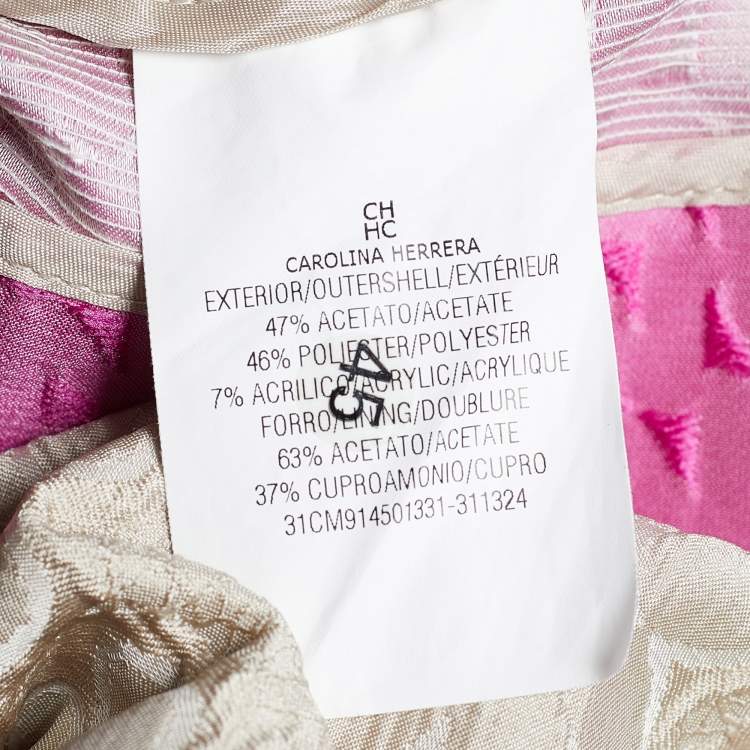 CH
HC
CAROLINA HERRERA
EXTERIOR/OUTERSHELL/EXTÉRIEUR
47% ACETATO/ACETATE
46% POLIESTER/POLYESTER
7% ACRILICO/ACRYLIC/ACRYLIQUE
FORRO/LINING/DOUBLURE
63% ACETATO/ACETATE
37% CUPROAMONIO/CUPRO
31CM914501331-311324